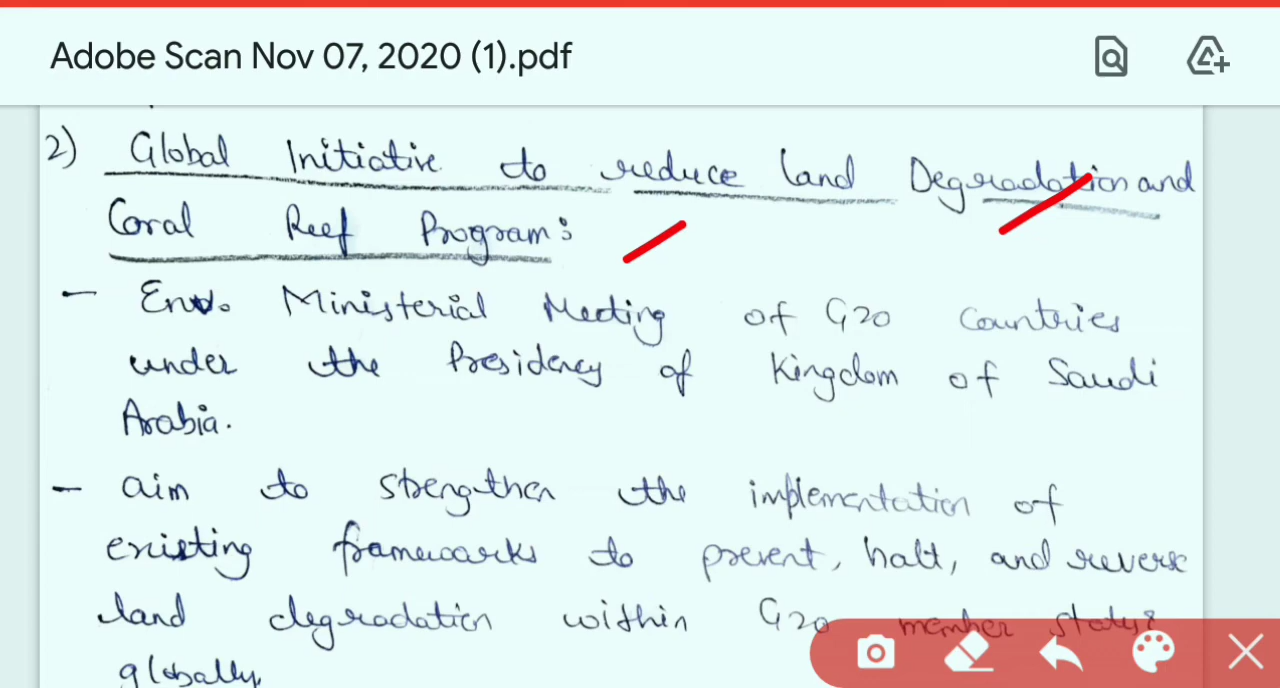 Adobe Scan Nov 07, 2020 (1).pdf
2) Global Initiative to reduce land Degradation and
Coral Reef Program:
- Env. Ministerial Meeting of G20 Countries
under the Presidency of Kingdom of Saudi
Arabia.
- aim to strengthen the implementation of
existing frameworks to prevent, halt, and reverse
land degradation within G20 member
globally,